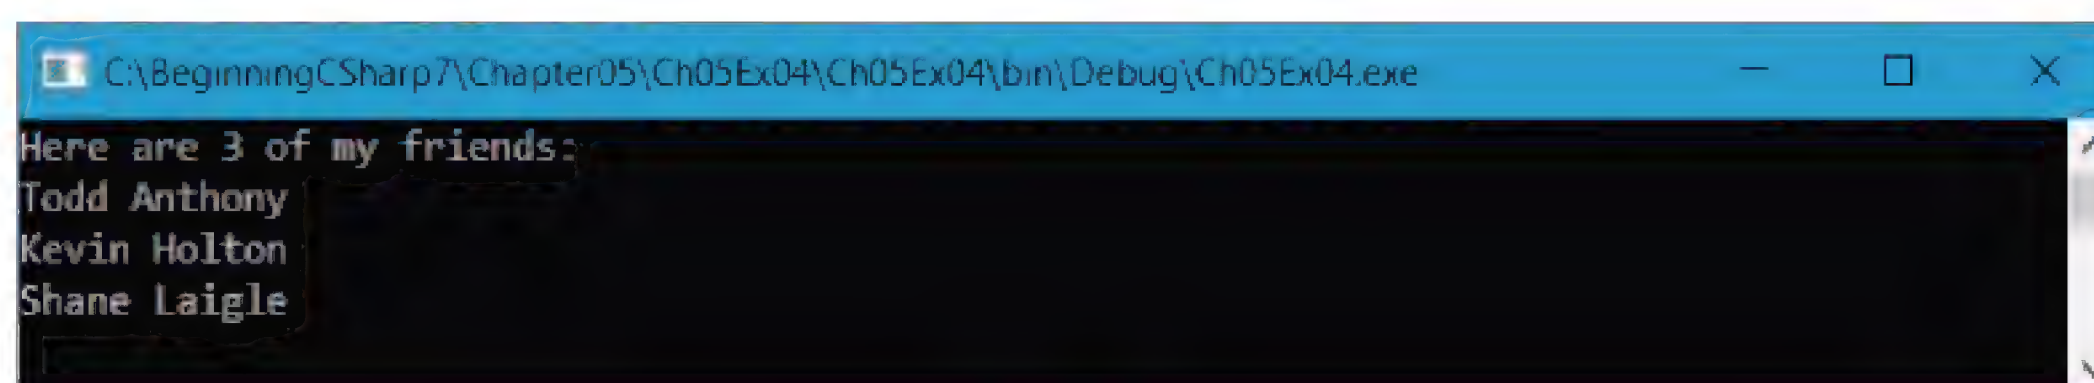 C:\BeginningCSharp7\Chapter05\Ch05Ex04\Ch05Ex04\bin\Debug\Ch05Ex04.exe
Here are 3 of my friends:
Todd Anthony
Kevin Holton
Shane Laigle